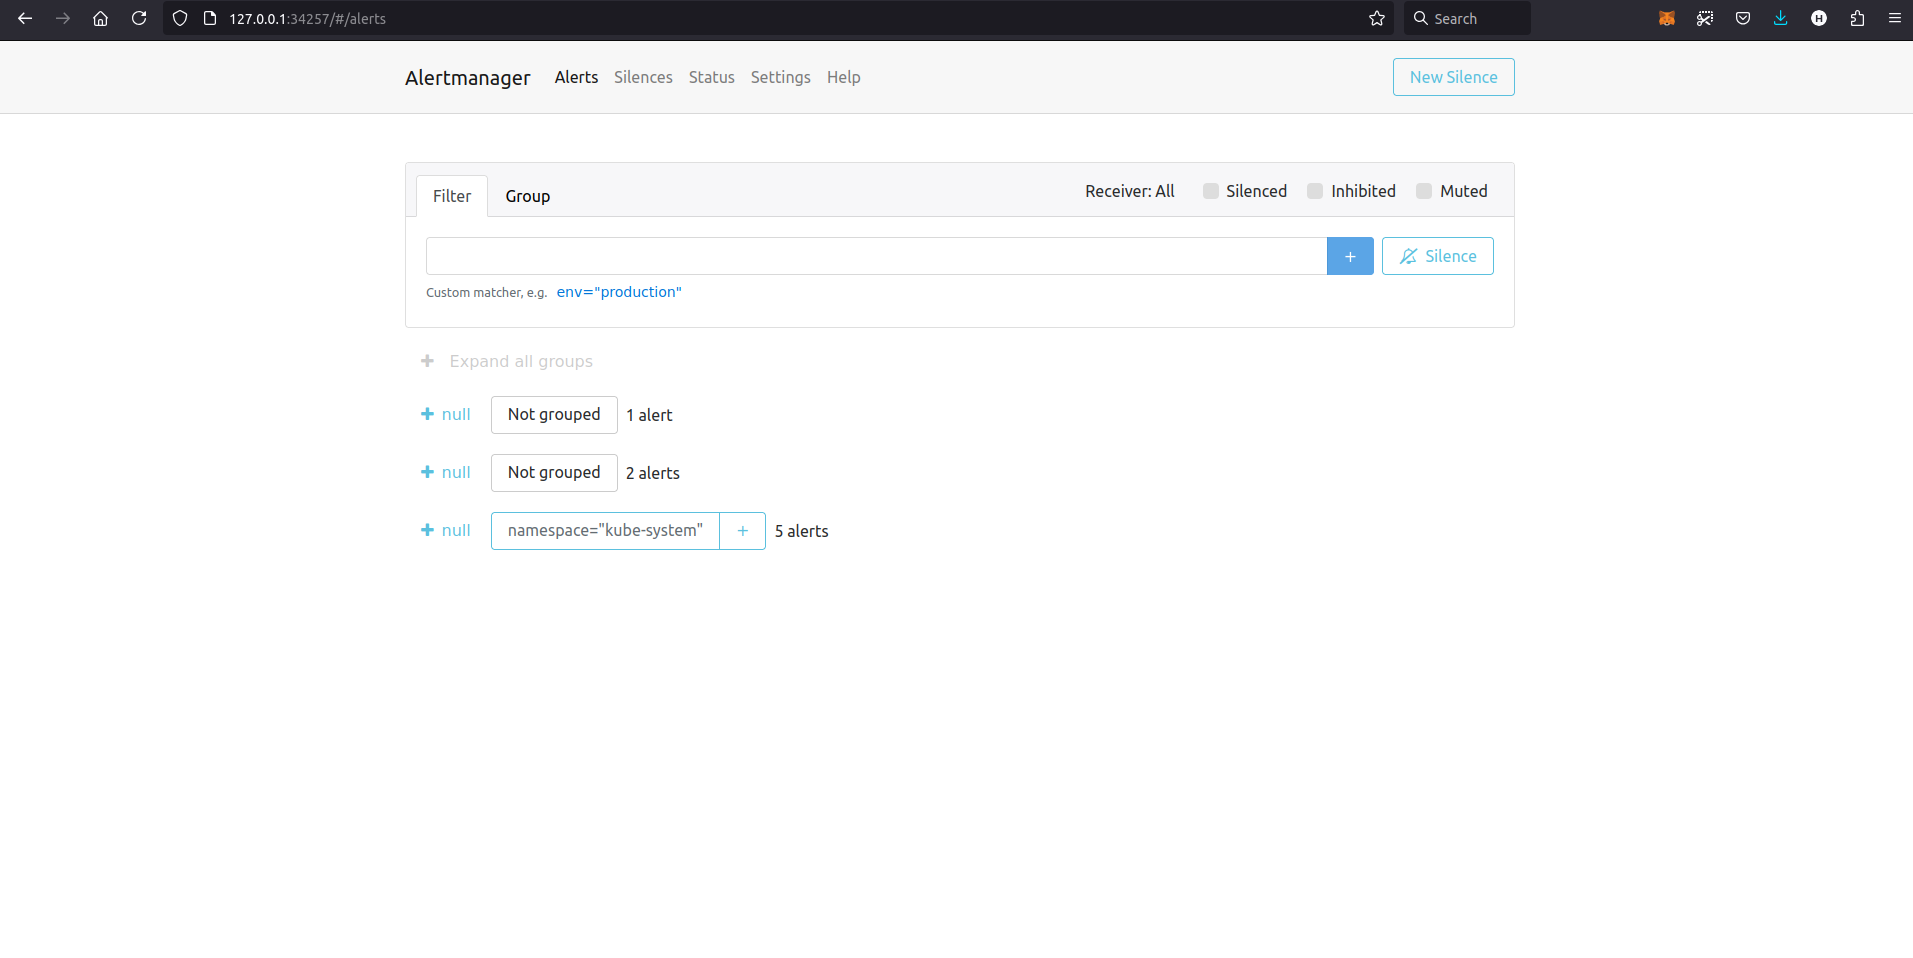 127.0.0.1:34257/#/alerts
Search
H
Alertmanager Alerts Silences Status Settings Help New Silence
Filter Group Receiver: All Silenced Inhibited Muted
+ Silence
Custom matcher, e.g. env="production"
+ Expand all groups
+ null Not grouped 1 alert
+ null Not grouped 2 alerts
+ null namespace="kube-system" + 5 alerts